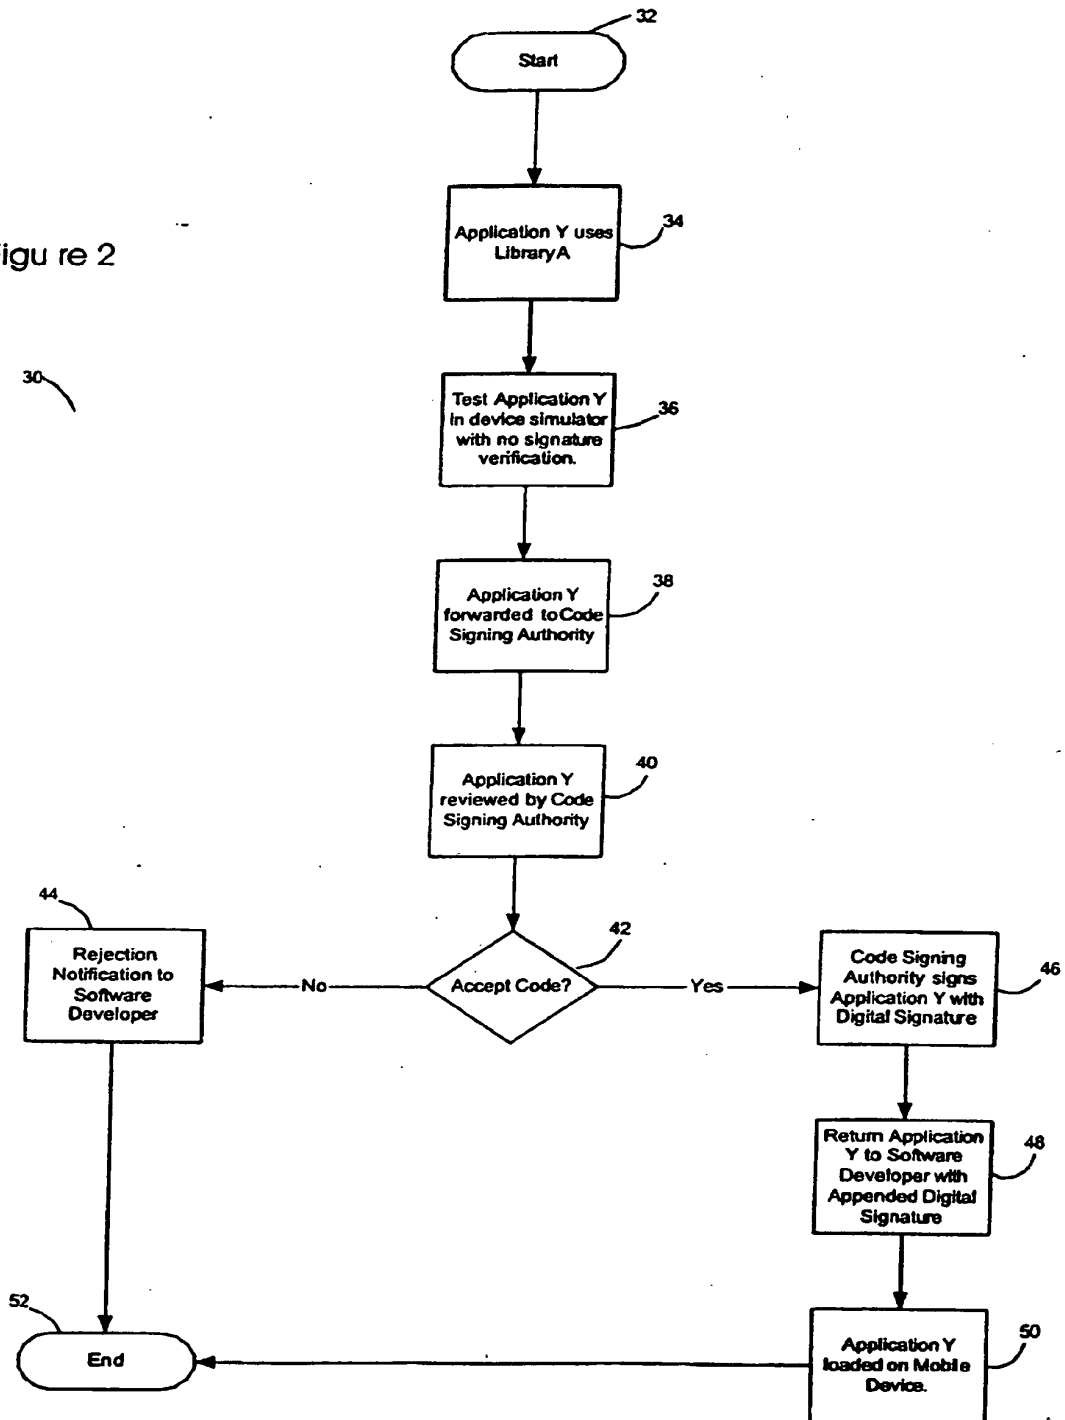 32
Start
Application Y uses
Library A
34
igu re 2
30
Test Application Y
in device simulator
with no signature
verification.
36
Application Y
forwarded to Code
Signing Authority
38
Application Y
reviewed by Code
Signing Authority
40
44
Rejection
Notification to
Software
Developer
No
Accept Code?
42
Yes
Code Signing
Authority signs
Application Y with
Digital Signature
46
Return Application
Y to Software
Developer with
Appended Digital
Signature
48
52
End
Application Y
loaded on Mobile
Device.
50